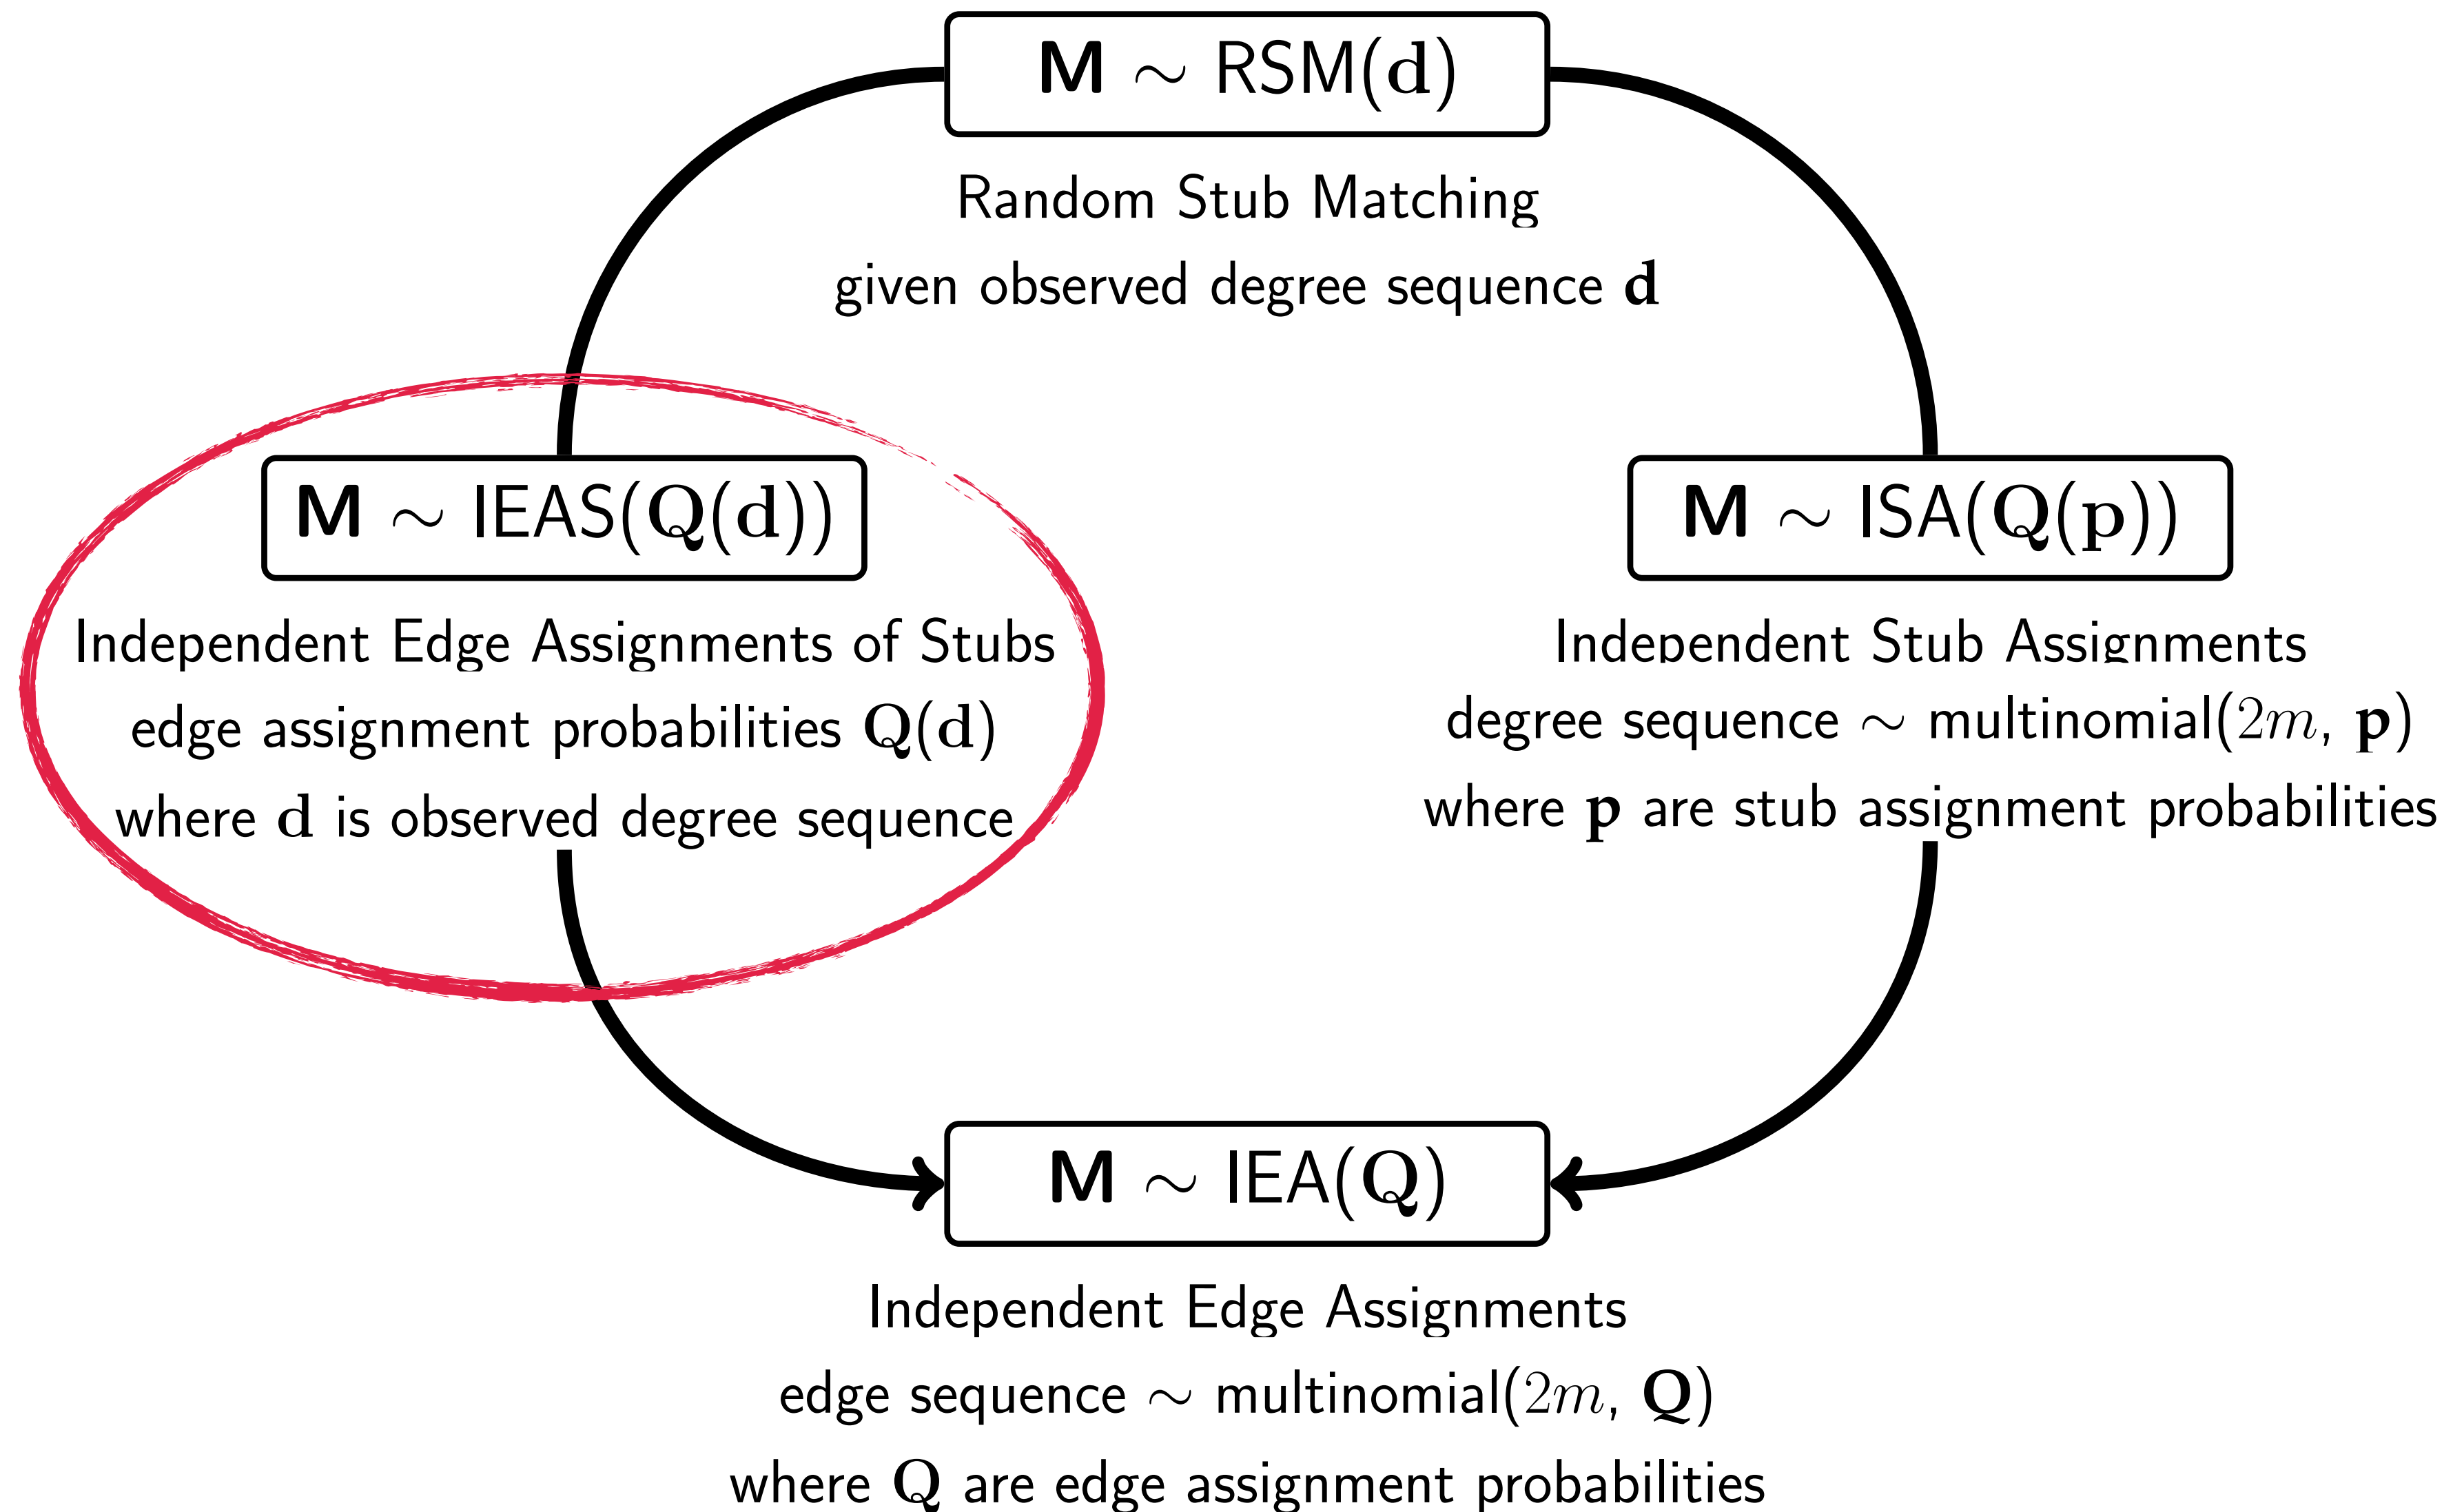 M ∼ RSM(d)
Random Stub Matching
given observed degree sequence d
M ∼ IEAS(Q(d))
Independent Edge Assignments of Stubs
edge assignment probabilities Q(d)
where d is observed degree sequence
M ∼ ISA(Q(p))
Independent Stub Assignments
degree sequence ∼ multinomial(2m, p)
where p are stub assignment probabilities
M ∼ IEA(Q)
Independent Edge Assignments
edge sequence ∼ multinomial(2m, Q)
where Q are edge assignment probabilities